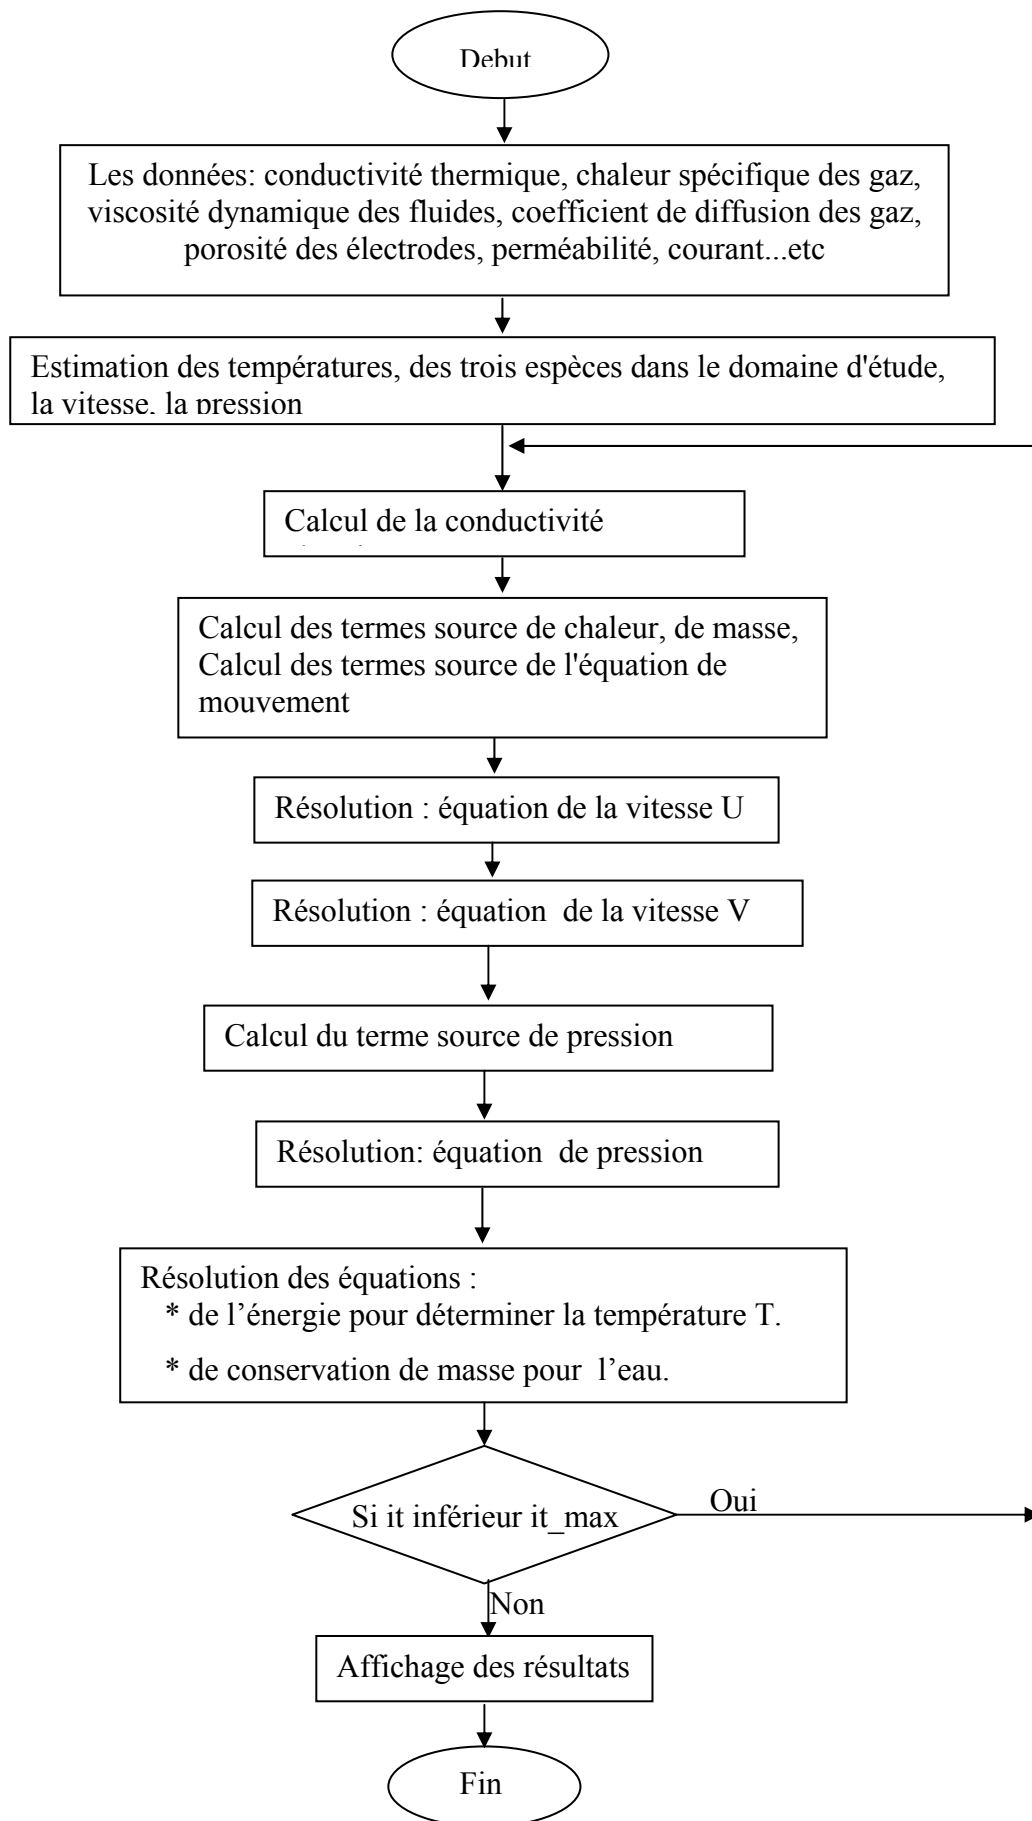 Debut
Les données: conductivité thermique, chaleur spécifique des gaz,
viscosité dynamique des fluides, coefficient de diffusion des gaz,
porosité des électrodes, perméabilité, courant...etc
Estimation des températures, des trois espèces dans le domaine d'étude,
la vitesse, la pression
Calcul de la conductivité
Calcul des termes source de chaleur, de masse,
Calcul des termes source de l'équation de
mouvement
Résolution : équation de la vitesse U
Résolution : équation  de la vitesse V
Calcul du terme source de pression
Résolution: équation  de pression
Résolution des équations :
* de l’énergie pour déterminer la température T.
* de conservation de masse pour  l’eau.
Si it inférieur it_max
Oui
Non
Affichage des résultats
Fin